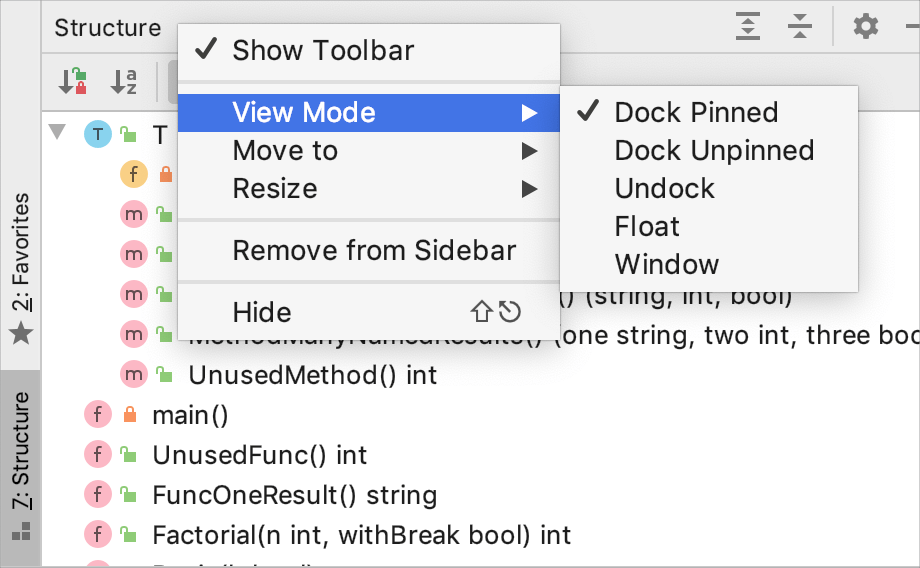 Structure
Show Toolbar
View Mode
Move to
Resize
Remove from Sidebar
Hide
Dock Pinned
Dock Unpinned
Undock
Float
Window
a
z
T T
f
m
m
m () (string, int, bool)
m MethodManyNamedResults() (one string, two int, three boo
m UnusedMethod() int
f main()
f UnusedFunc() int
f FuncOneResult() string
f Factorial(n int, withBreak bool) int
2: Favorites
7: Structure